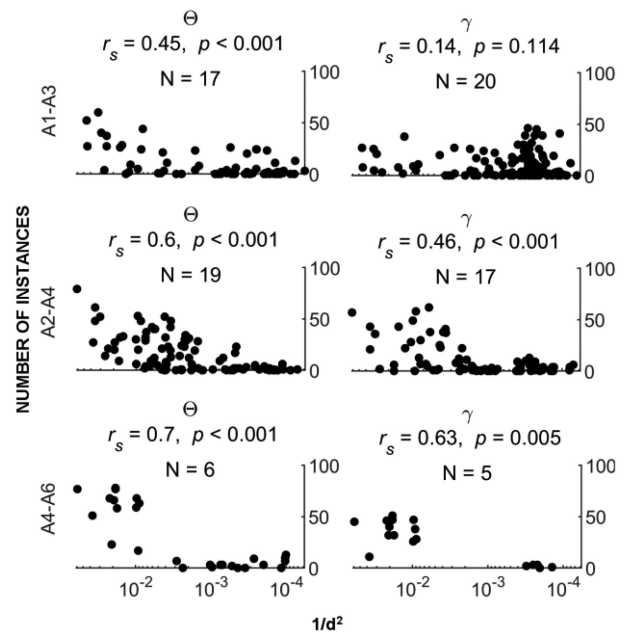 Θ
r_s = 0.45, p < 0.001
N = 17
100
50
0
A1-A3
γ
r_s = 0.14, p = 0.114
N = 20
100
50
0
Θ
r_s = 0.6, p < 0.001
N = 19
100
50
0
A2-A4
γ
r_s = 0.46, p < 0.001
N = 17
100
50
0
NUMBER OF INSTANCES
Θ
r_s = 0.7, p < 0.001
N = 6
100
50
0
A4-A6
10⁻² 10⁻³ 10⁻⁴
γ
r_s = 0.63, p = 0.005
N = 5
100
50
0
10⁻² 10⁻³ 10⁻⁴
1/d²